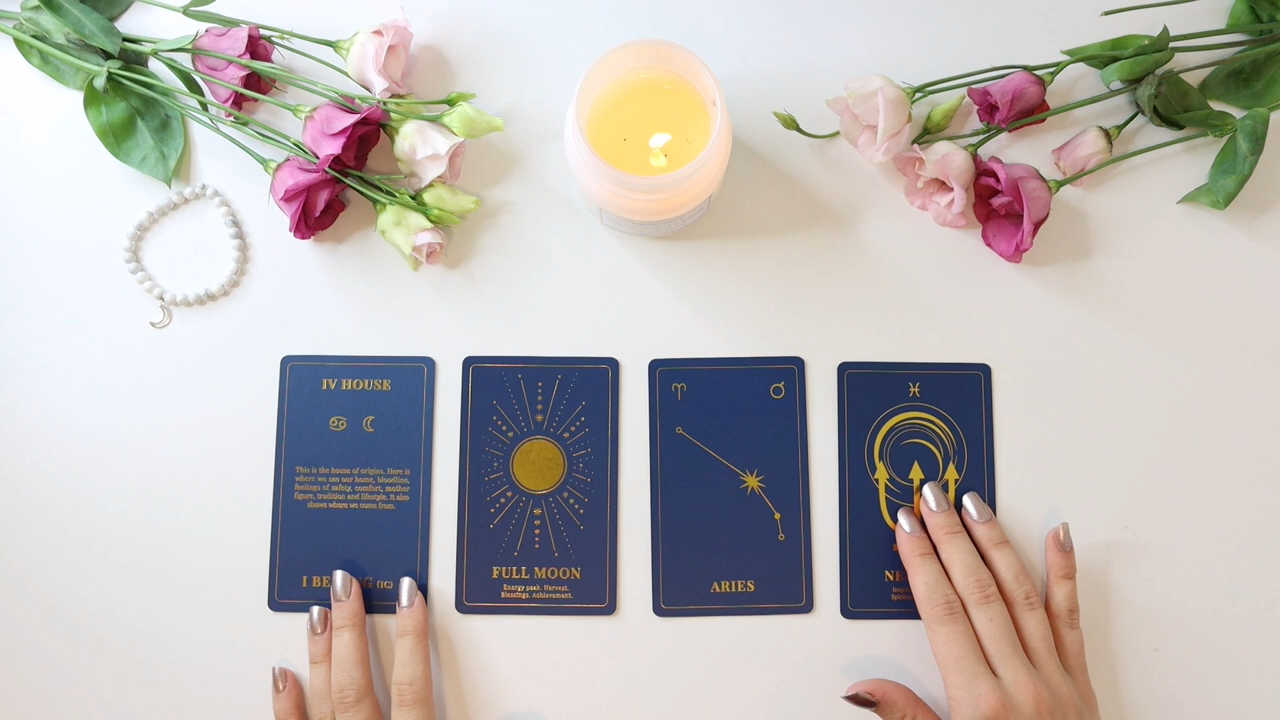 IV HOUSE
This is the house of origins. Here is
where we see our home, bloodline,
feelings of safety, comfort, mother
figure, tradition and lifestyle. It also
shows where we come from.
(IC)
FULL MOON
Energy peak. Harvest.
Blessings. Achievement.
ARIES